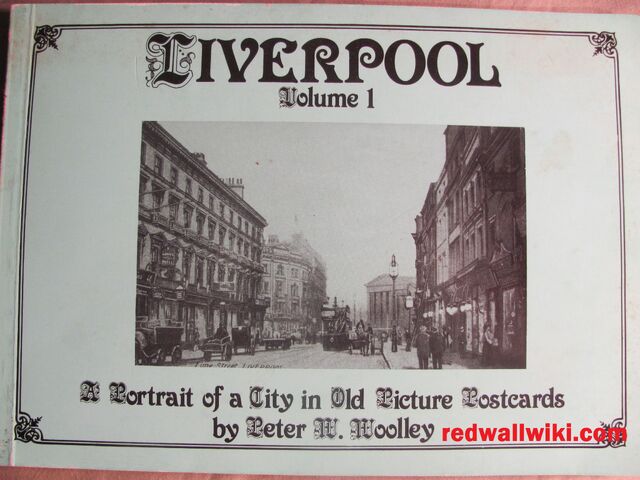 LIVERPOOL
Volume 1
Lime Street, LIVERPOOL
A Portrait of a City in Old Picture Postcards
by Peter W. Woolley
redwallwiki.com